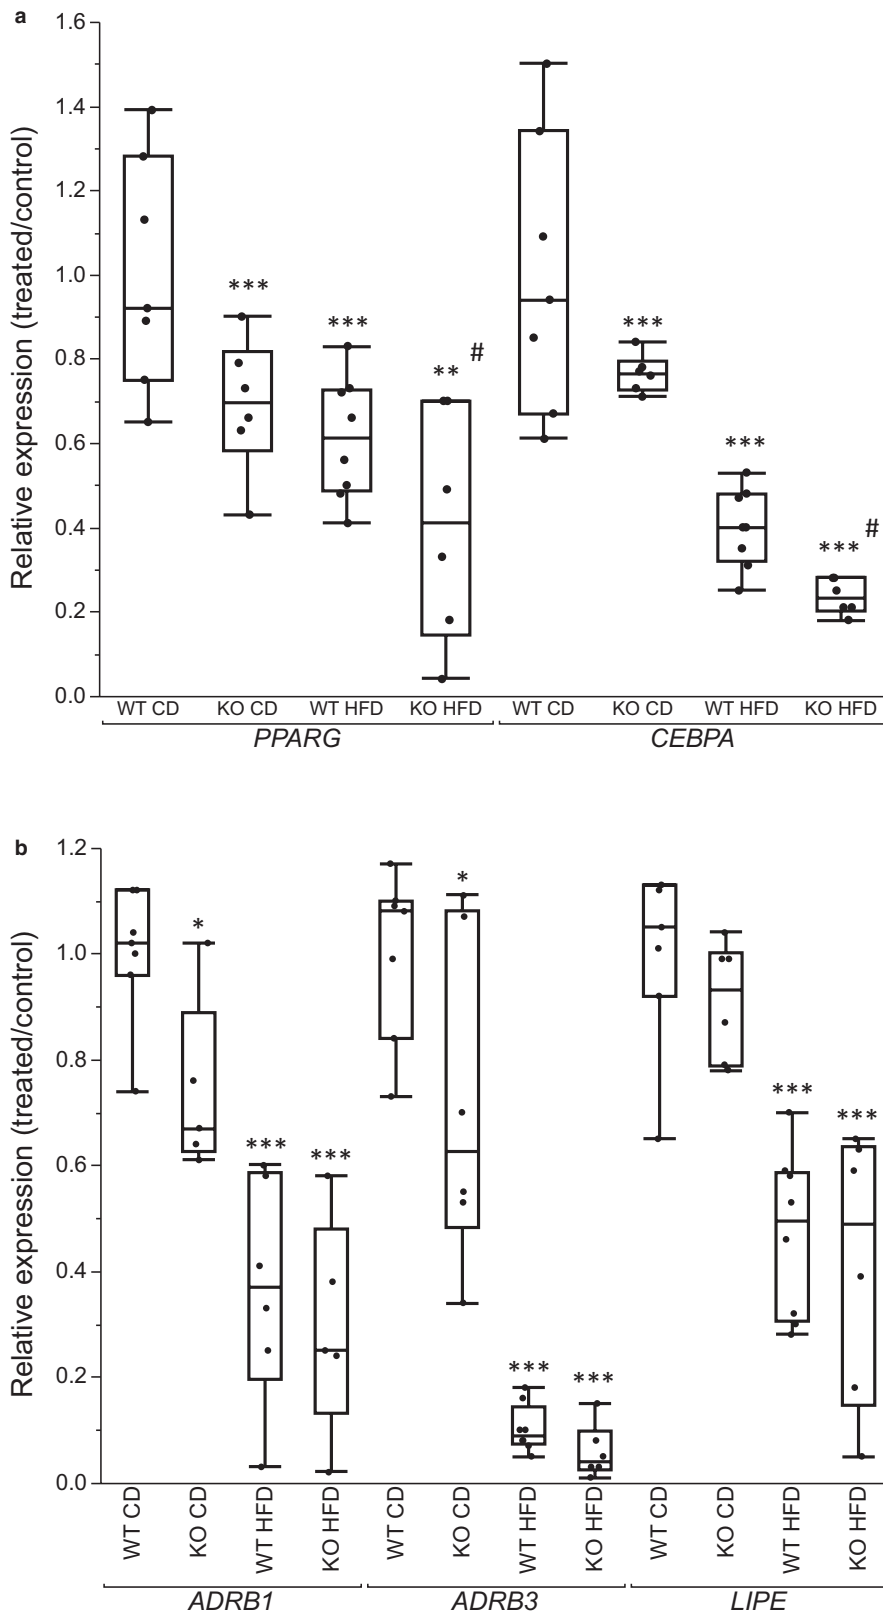 a
Relative expression (treated/control)
1.6
1.4
1.2
1.0
0.8
0.6
0.4
0.2
0.0
***
***
**
#
***
***
***
#
WT CD KO CD WT HFD KO HFD WT CD KO CD WT HFD KO HFD
PPARG CEBPA
b
Relative expression (treated/control)
1.2
1.0
0.8
0.6
0.4
0.2
0.0
*
***
***
*
***
***
***
***
WT CD
KO CD
WT HFD
KO HFD
WT CD
KO CD
WT HFD
KO HFD
WT CD
KO CD
WT HFD
KO HFD
ADRB1 ADRB3 LIPE